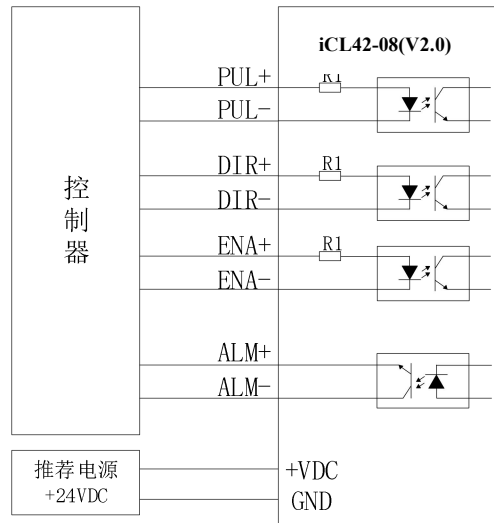 iCL42-08(V2.0)
PUL+
R1
PUL-
DIR+
R1
DIR-
ENA+
R1
ENA-
ALM+
ALM-
控制器
推荐电源
+24VDC
+VDC
GND